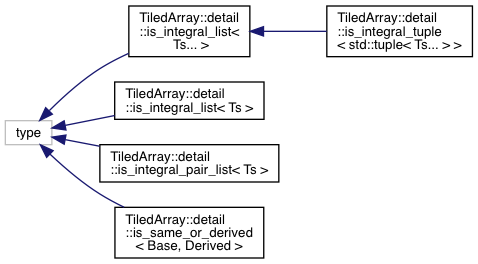 TiledArray::detail
::is_integral_list<
Ts... >
TiledArray::detail
::is_integral_tuple
< std::tuple< Ts... > >
TiledArray::detail
::is_integral_list< Ts >
type
TiledArray::detail
::is_integral_pair_list< Ts >
TiledArray::detail
::is_same_or_derived
< Base, Derived >